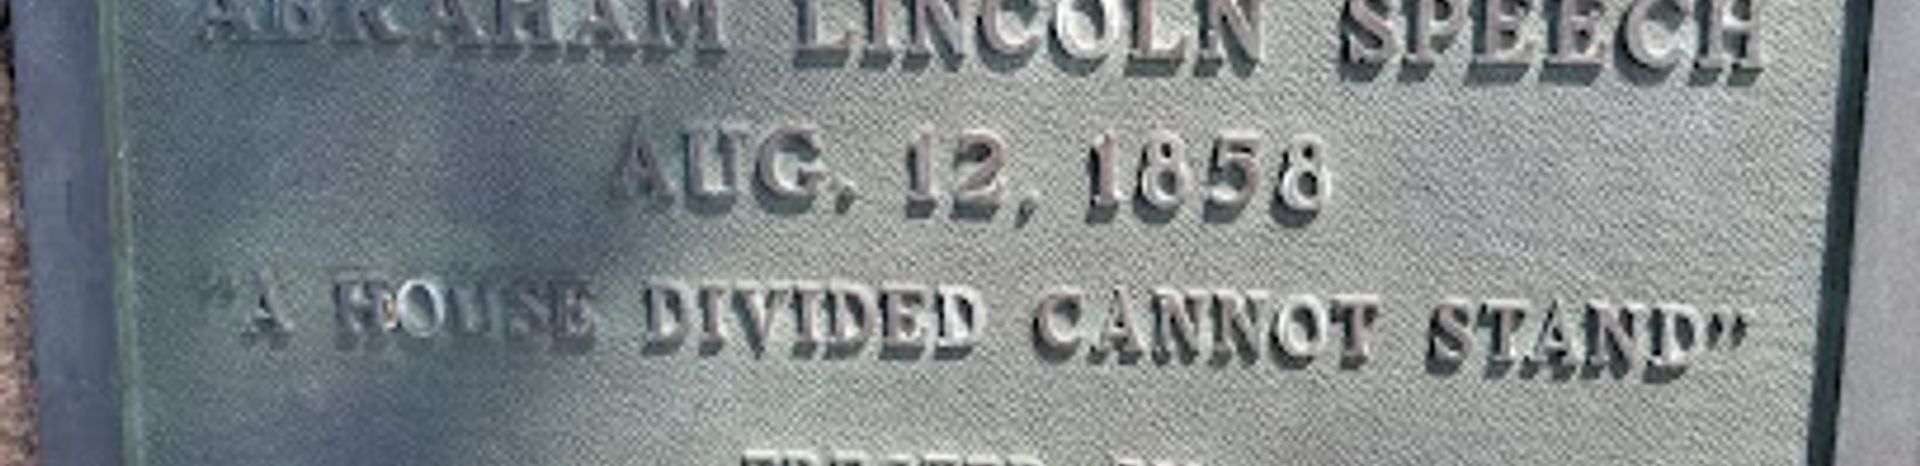 ABRAHAM LINCOLN SPEECH
AUG. 12, 1858
"A HOUSE DIVIDED CANNOT STAND"